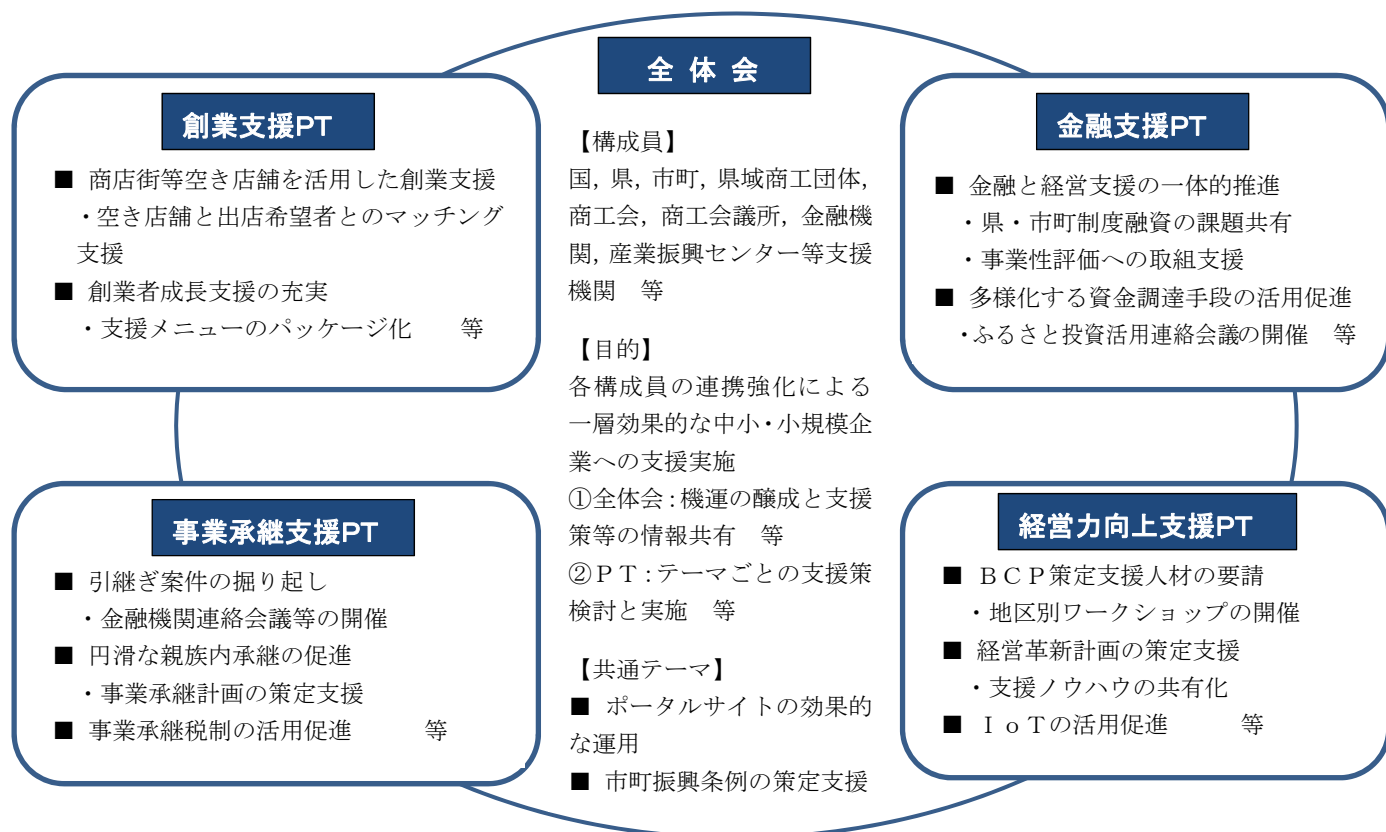 全 体 会
創業支援PT
■ 商店街等空き店舗を活用した創業支援
・空き店舗と出店希望者とのマッチング
支援
■ 創業者成長支援の充実
・支援メニューのパッケージ化 等
【構成員】
国, 県, 市町, 県域商工団体,
商工会, 商工会議所, 金融機
関, 産業振興センター等支援
機関 等
【目的】
各構成員の連携強化による
一層効果的な中小・小規模企
業への支援実施
①全体会:機運の醸成と支援
策等の情報共有 等
②PT:テーマごとの支援策
検討と実施 等
【共通テーマ】
■ ポータルサイトの効果的
な運用
■ 市町振興条例の策定支援
金融支援PT
■ 金融と経営支援の一体的推進
・県・市町制度融資の課題共有
・事業性評価への取組支援
■ 多様化する資金調達手段の活用促進
・ふるさと投資活用連絡会議の開催 等
事業承継支援PT
■ 引継ぎ案件の掘り起し
・金融機関連絡会議等の開催
■ 円滑な親族内承継の促進
・事業承継計画の策定支援
■ 事業承継税制の活用促進 等
経営力向上支援PT
■ BCP策定支援人材の要請
・地区別ワークショップの開催
■ 経営革新計画の策定支援
・支援ノウハウの共有化
■ IoTの活用促進 等